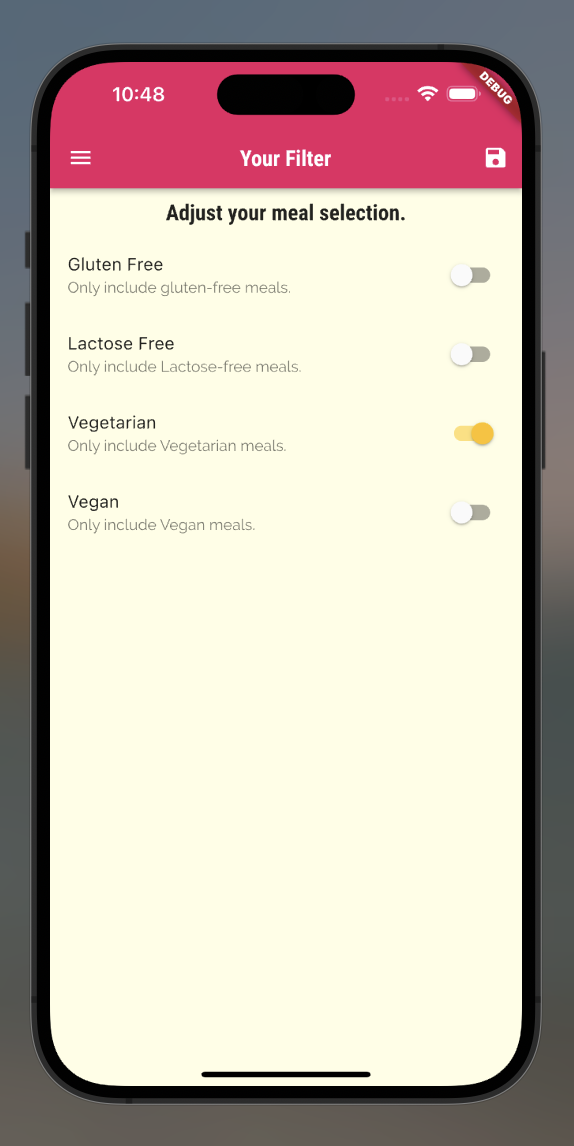 10:48
DEBUG
Your Filter
Adjust your meal selection.
Gluten Free
Only include gluten-free meals.
Lactose Free
Only include Lactose-free meals.
Vegetarian
Only include Vegetarian meals.
Vegan
Only include Vegan meals.